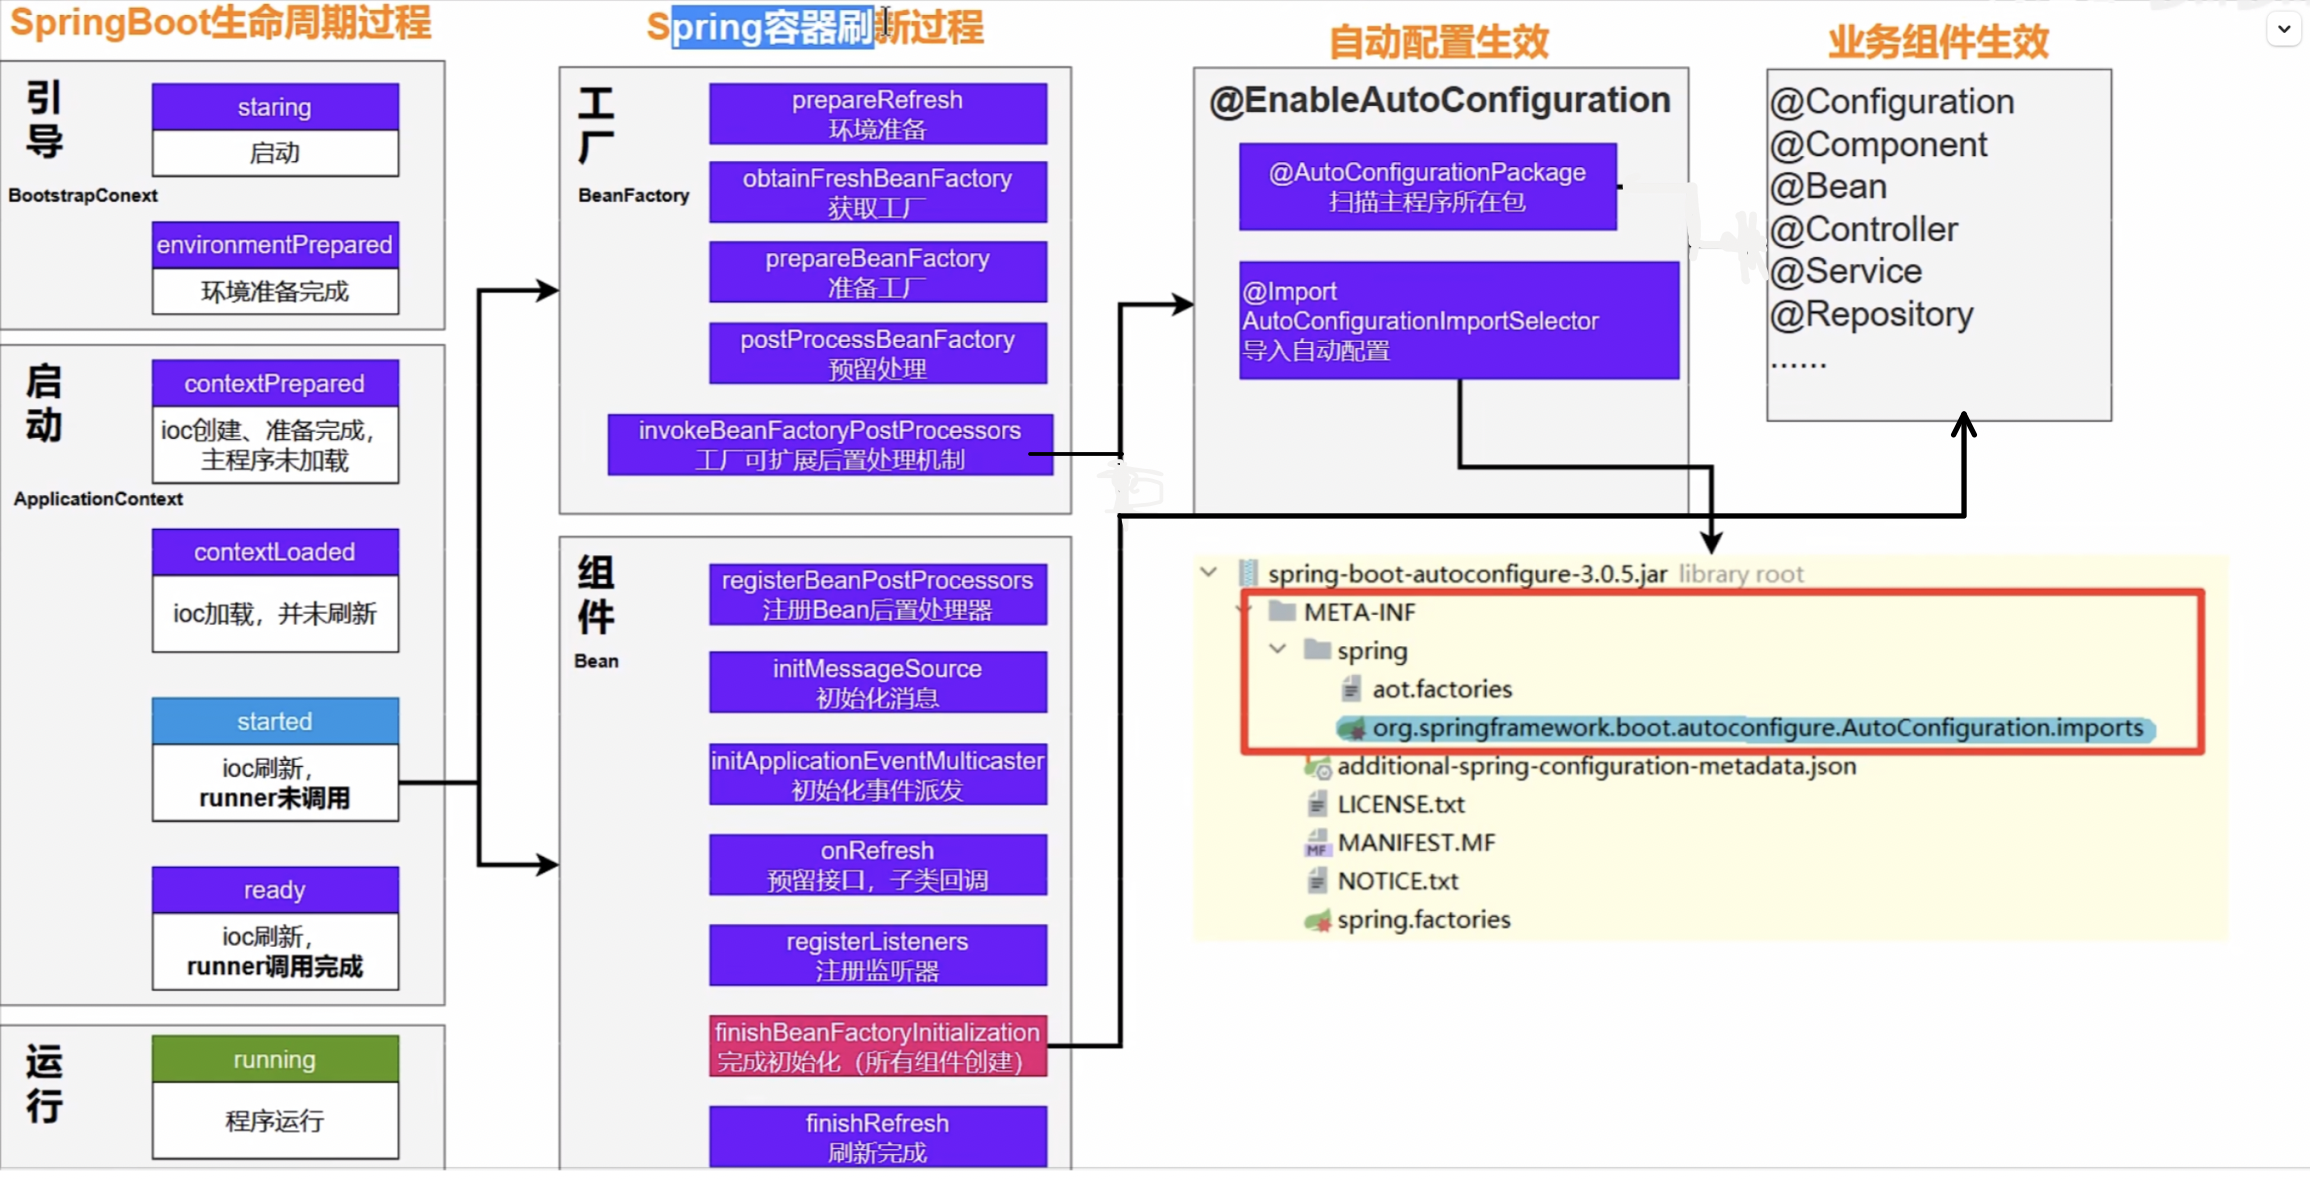 SpringBoot生命周期过程
引导
BootstrapConext
staring
启动
environmentPrepared
环境准备完成
启动
ApplicationContext
contextPrepared
ioc创建、准备完成，
主程序未加载
contextLoaded
ioc加载，并未刷新
started
ioc刷新，
runner未调用
ready
ioc刷新，
runner调用完成
运行
running
程序运行
Spring容器刷新过程
工厂
BeanFactory
prepareRefresh
环境准备
obtainFreshBeanFactory
获取工厂
prepareBeanFactory
准备工厂
postProcessBeanFactory
预留处理
invokeBeanFactoryPostProcessors
工厂可扩展后置处理机制
组件
Bean
registerBeanPostProcessors
注册Bean后置处理器
initMessageSource
初始化消息
initApplicationEventMulticaster
初始化事件派发
onRefresh
预留接口，子类回调
registerListeners
注册监听器
finishBeanFactoryInitialization
完成初始化（所有组件创建）
finishRefresh
刷新完成
自动配置生效
@EnableAutoConfiguration
@AutoConfigurationPackage
扫描主程序所在包
@Import
AutoConfigurationImportSelector
导入自动配置
业务组件生效
@Configuration
@Component
@Bean
@Controller
@Service
@Repository
......
spring-boot-autoconfigure-3.0.5.jar library root
META-INF
spring
aot.factories
org.springframework.boot.autoconfigure.AutoConfiguration.imports
additional-spring-configuration-metadata.json
LICENSE.txt
MF MANIFEST.MF
NOTICE.txt
spring.factories